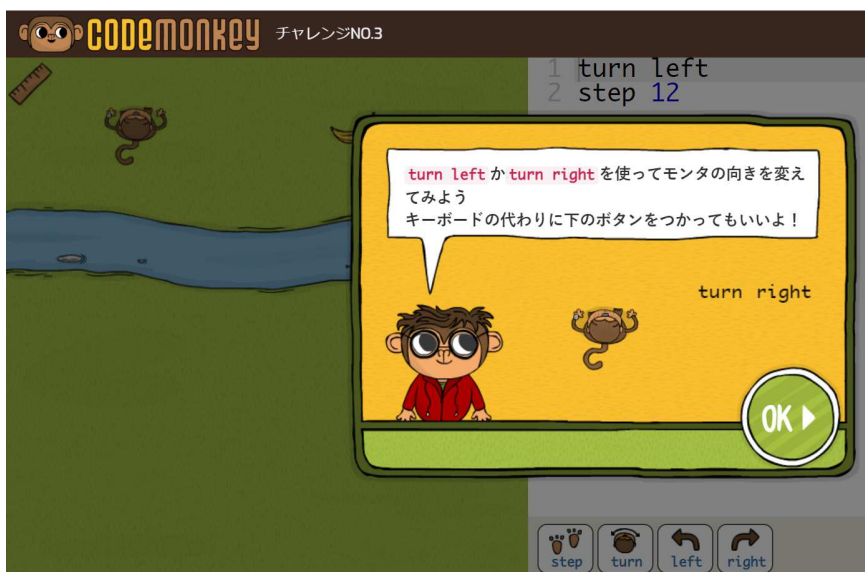 CODEMONKEY チャレンジNO.3
1 turn left
2 step 12
turn left か turn right を使ってモンタの向きを変え
てみよう
キーボードの代わりに下のボタンをつかってもいいよ！
turn right
OK
step turn left right